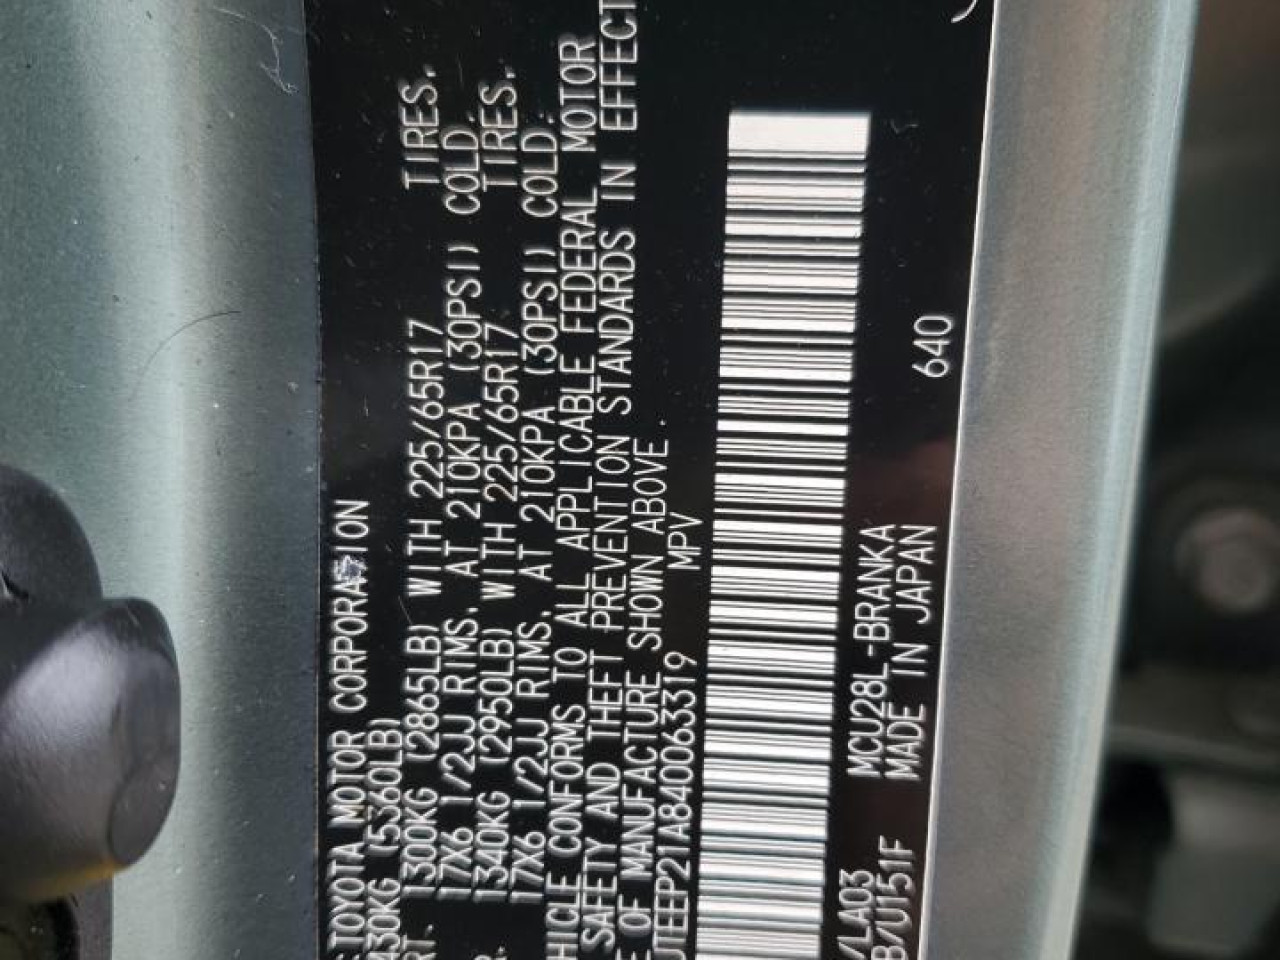 TOYOTA MOTOR CORPORATION
430KG (5360LB)
RT. 1300KG (2865LB) WITH 225/65R17 TIRES.
17X6 1/2JJ RIMS. AT 210KPA (30PSI) COLD.
R. 1340KG (2950LB) WITH 225/65R17 TIRES.
17X6 1/2JJ RIMS. AT 210KPA (30PSI) COLD.
HICLE CONFORMS TO ALL APPLICABLE FEDERAL MOTOR
SAFETY AND THEFT PREVENTION STANDARDS IN EFFECT
E OF MANUFACTURE SHOWN ABOVE.
JTEEP21A840063319 MPV
/LA03 MCU28L-BRANKA
B/U151F MADE IN JAPAN 640